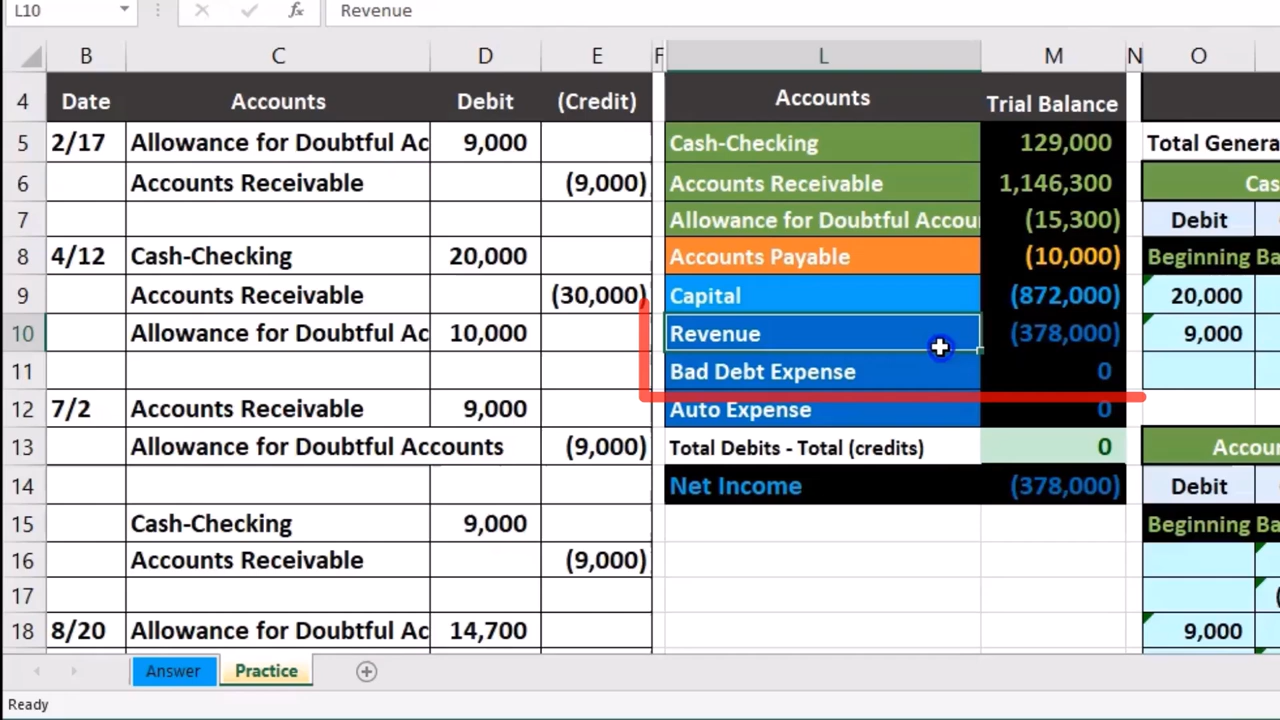 L10 fx Revenue
B C D E F L M N O
4 Date Accounts Debit (Credit) Accounts Trial Balance
5 2/17 Allowance for Doubtful Ac 9,000 Cash-Checking 129,000 Total Genera
6 Accounts Receivable (9,000) Accounts Receivable 1,146,300 Cas
7 Allowance for Doubtful Accou (15,300) Debit
8 4/12 Cash-Checking 20,000 Accounts Payable (10,000) Beginning Ba
9 Accounts Receivable (30,000) Capital (872,000) 20,000
10 Allowance for Doubtful Ac 10,000 Revenue (378,000) 9,000
11 Bad Debt Expense 0
12 7/2 Accounts Receivable 9,000 Auto Expense 0
13 Allowance for Doubtful Accounts (9,000) Total Debits - Total (credits) 0 Accoun
14 Net Income (378,000) Debit
15 Cash-Checking 9,000 Beginning Ba
16 Accounts Receivable (9,000)
17 (
18 8/20 Allowance for Doubtful Ac 14,700 9,000
Answer Practice
Ready